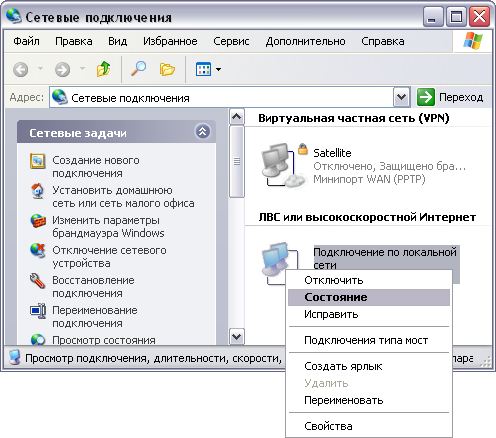 Сетевые подключения
Файл Правка Вид Избранное Сервис Дополнительно Справка
Адрес: Сетевые подключения Переход
Сетевые задачи
Создание нового
подключения
Установить домашнюю
сеть или сеть малого офиса
Изменить параметры
брандмауэра Windows
Отключение сетевого
устройства
Восстановление
подключения
Переименование
подключения
Просмотр состояния
Виртуальная частная сеть (VPN)
Satellite
Отключено, Защищено бра...
Минипорт WAN (PPTP)
ЛВС или высокоскоростной Интернет
Подключение по локальной
сети
Отключить
Состояние
Исправить
Подключения типа мост
Создать ярлык
Удалить
Переименовать
Свойства
Просмотр подключения, длительности, скорости,